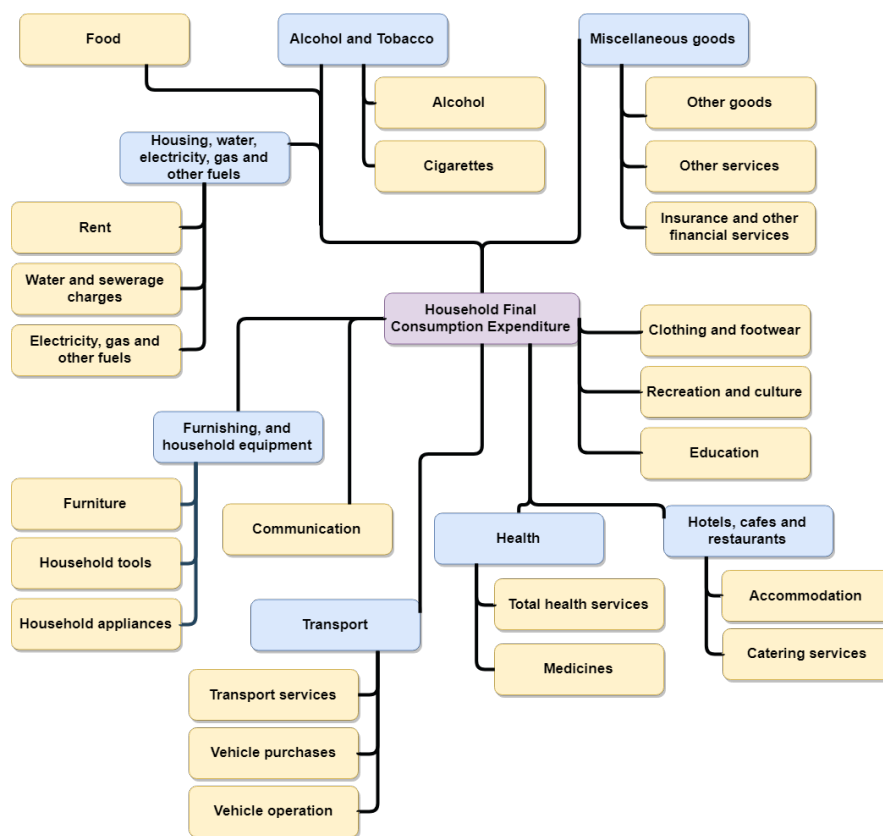 Food
Alcohol and Tobacco
Miscellaneous goods
Alcohol
Other goods
Housing, water,
electricity, gas and
other fuels
Cigarettes
Other services
Rent
Insurance and other
financial services
Water and sewerage
charges
Household Final
Consumption Expenditure
Electricity, gas and
other fuels
Clothing and footwear
Recreation and culture
Furnishing, and
household equipment
Education
Furniture
Communication
Health
Hotels, cafes and
restaurants
Household tools
Household appliances
Transport
Total health services
Accommodation
Medicines
Catering services
Transport services
Vehicle purchases
Vehicle operation